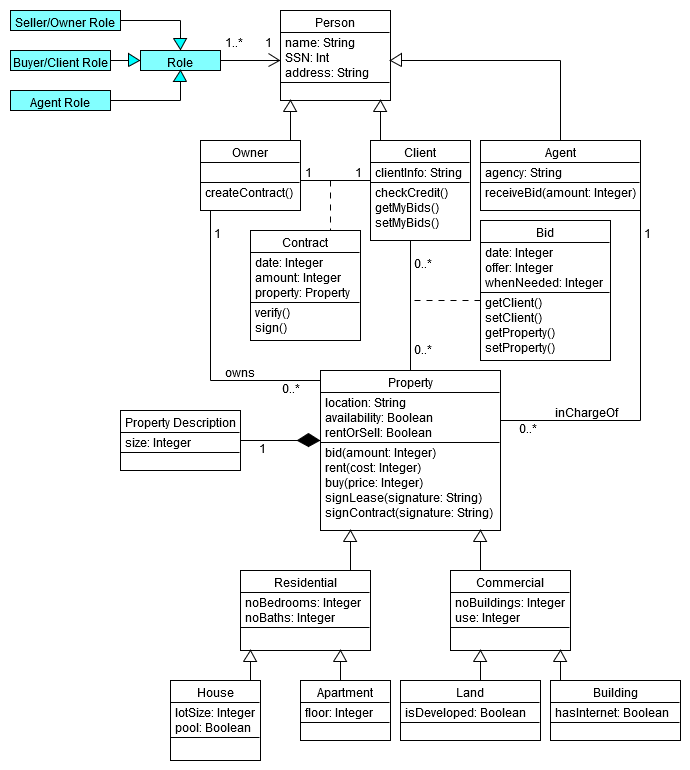 Seller/Owner Role
Buyer/Client Role
Agent Role
Role
1..*
1
Person
name: String
SSN: Int
address: String
Owner
createContract()
1
1
Client
clientInfo: String
checkCredit()
getMyBids()
setMyBids()
Agent
agency: String
receiveBid(amount: Integer)
1
Contract
date: Integer
amount: Integer
property: Property
verify()
sign()
0..*
0..*
Bid
date: Integer
offer: Integer
whenNeeded: Integer
getClient()
setClient()
getProperty()
setProperty()
1
owns
0..*
inChargeOf
0..*
Property
location: String
availability: Boolean
rentOrSell: Boolean
bid(amount: Integer)
rent(cost: Integer)
buy(price: Integer)
signLease(signature: String)
signContract(signature: String)
Property Description
size: Integer
1
Residential
noBedrooms: Integer
noBaths: Integer
Commercial
noBuildings: Integer
use: Integer
House
lotSize: Integer
pool: Boolean
Apartment
floor: Integer
Land
isDeveloped: Boolean
Building
hasInternet: Boolean